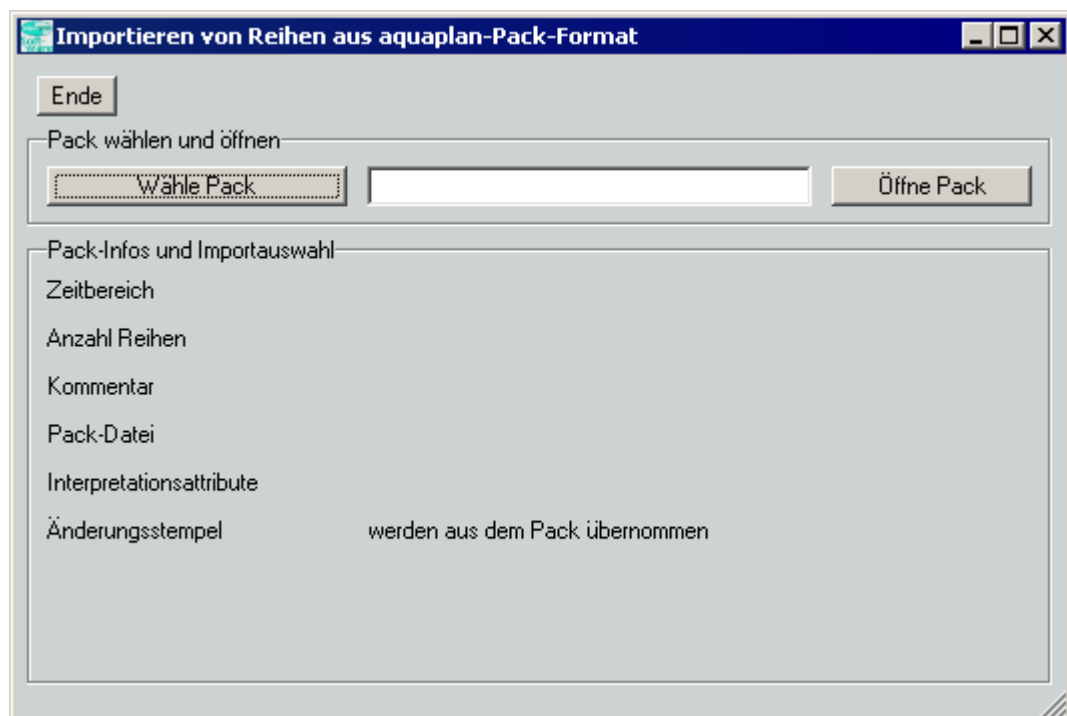 Importieren von Reihen aus aquaplan-Pack-Format
Ende
Pack wählen und öffnen
Wähle Pack
Öffne Pack
Pack-Infos und Importauswahl
Zeitbereich
Anzahl Reihen
Kommentar
Pack-Datei
Interpretationsattribute
Änderungsstempel werden aus dem Pack übernommen